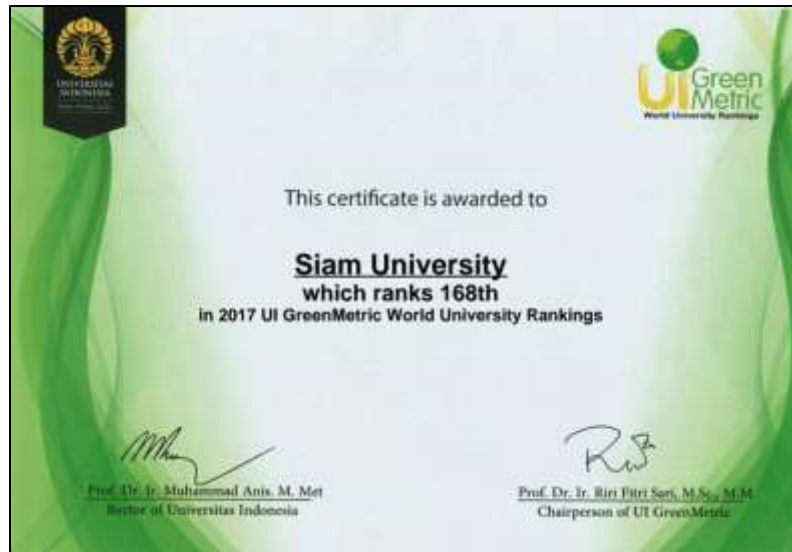 UNIVERSITAS
INDONESIA
UI Green
Metric
World University Rankings
This certificate is awarded to
Siam University
which ranks 168th
in 2017 UI GreenMetric World University Rankings
Prof. Dr. Ir. Muhammad Anis. M. Met
Rector of Universitas Indonesia
Prof. Dr. Ir. Riri Fitri Sari, M.Sc., M.M
Chairperson of UI GreenMetric